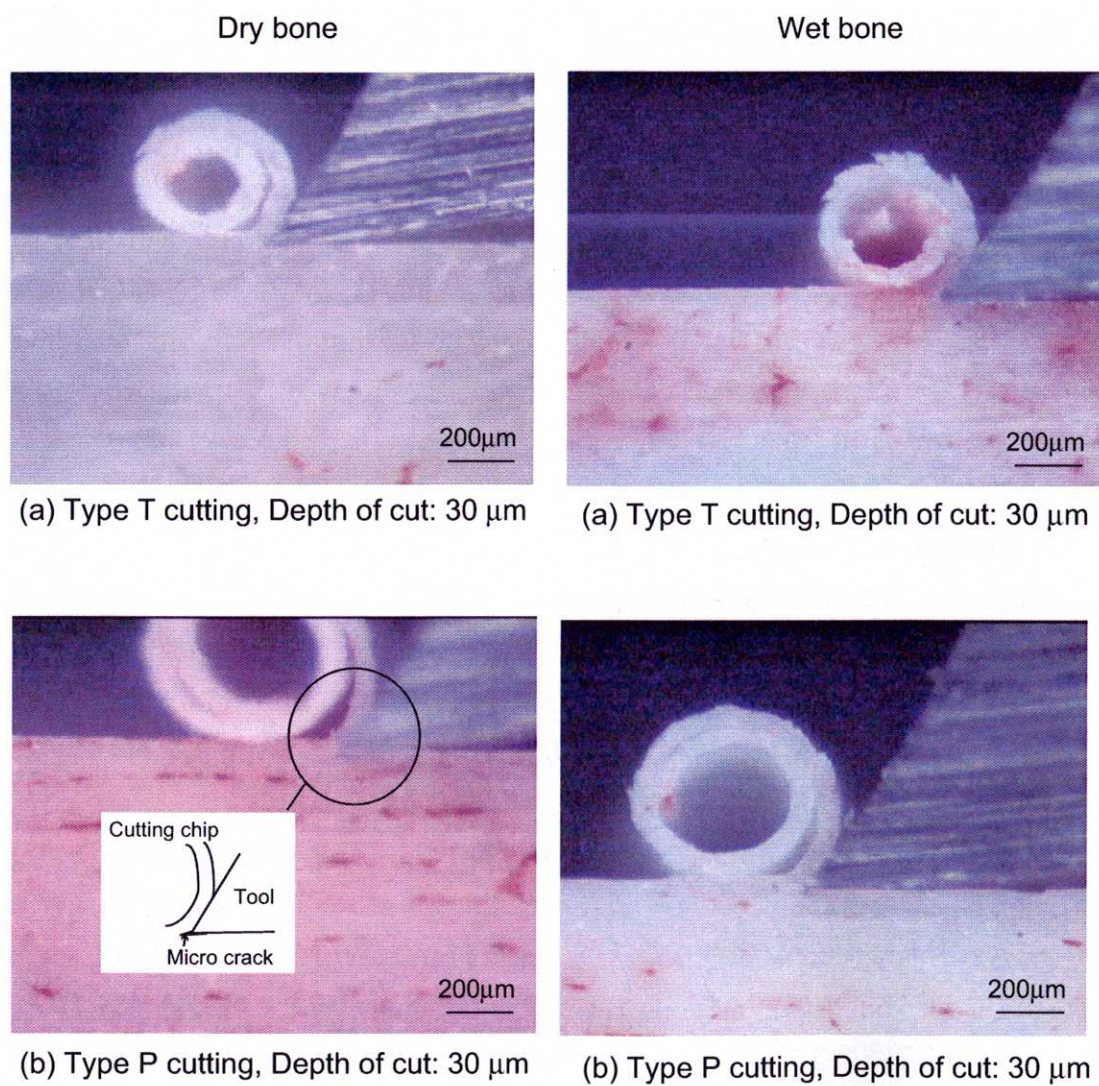 Dry bone
Wet bone
200μm
200μm
(a) Type T cutting, Depth of cut: 30 μm
(a) Type T cutting, Depth of cut: 30 μm
Cutting chip
Tool
Micro crack
200μm
200μm
(b) Type P cutting, Depth of cut: 30 μm
(b) Type P cutting, Depth of cut: 30 μm